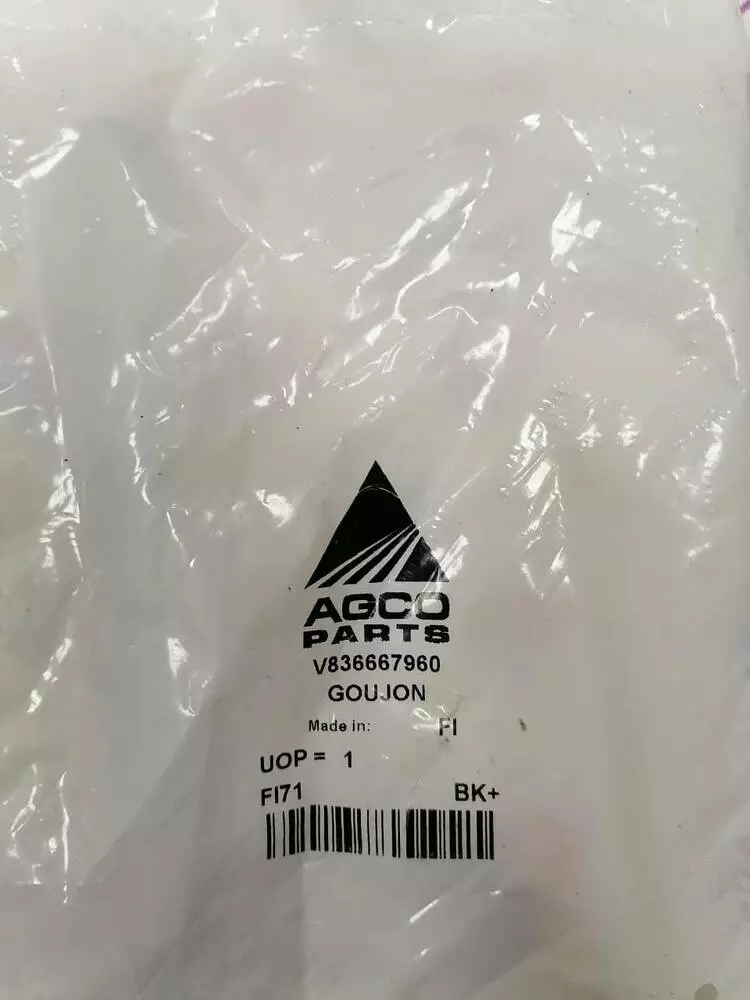 AGCO
PARTS
V836667960
GOUJON
Made in: FI
UOP = 1
FI71 BK+